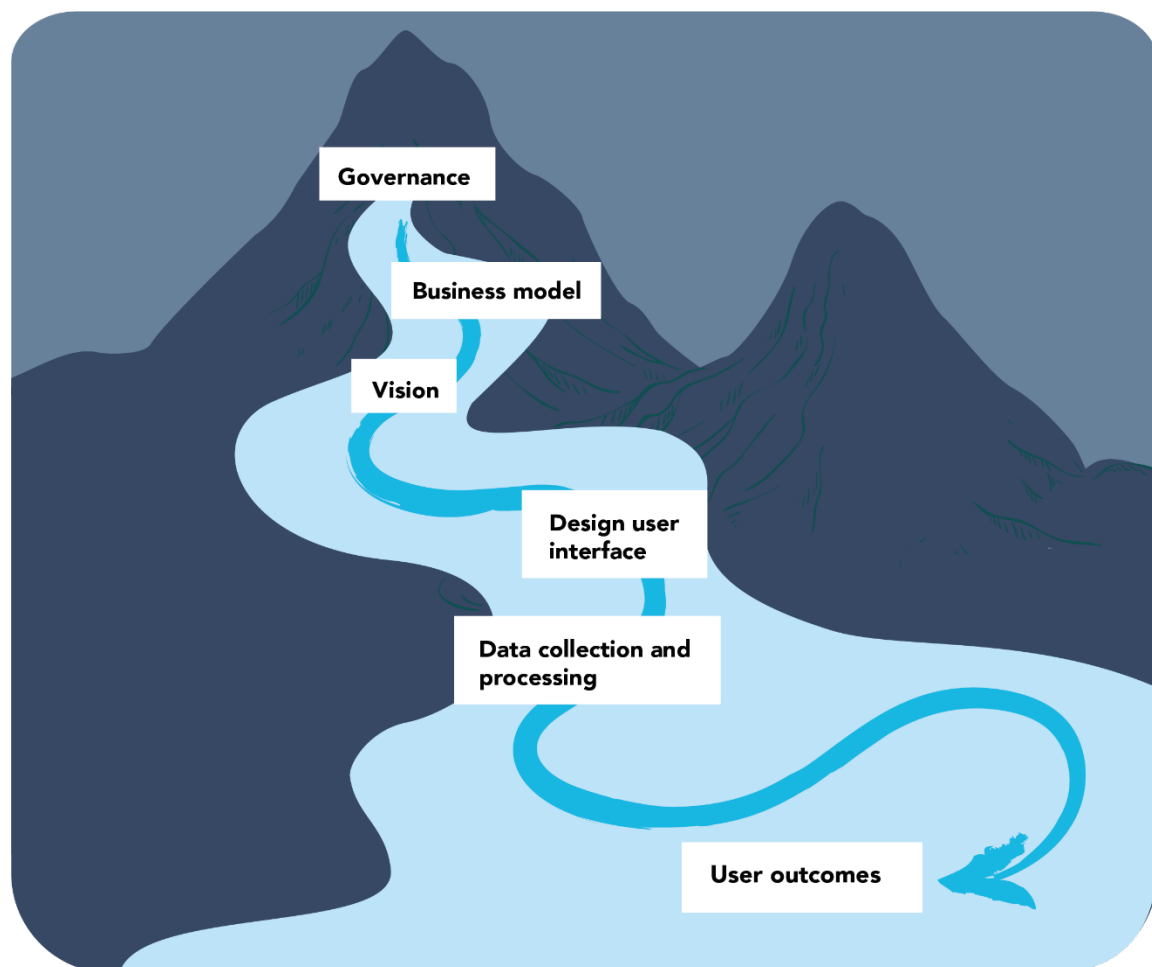 Governance
Business model
Vision
Design user
interface
Data collection and
processing
User outcomes